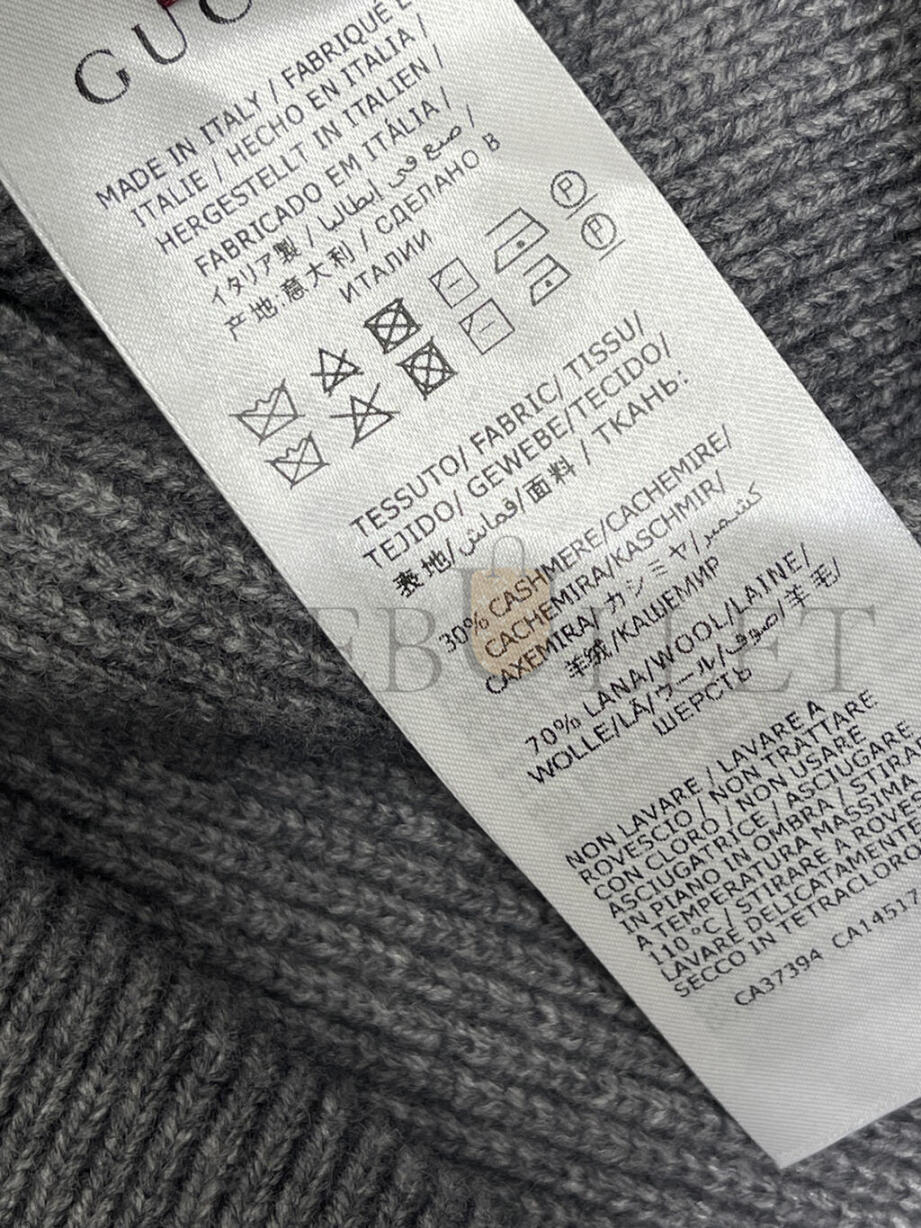 GUC
MADE IN ITALY / FABRIQUÉ E
ITALIE / HECHO EN ITALIA /
HERGESTELLT IN ITALIEN /
FABRICADO EM ITÁLIA /
イタリア製 / صنع في إيطاليا /
产地:意大利 / СДЕЛАНО В
ИТАЛИИ
P
P
TESSUTO/ FABRIC/ TISSU/
TEJIDO/ GEWEBE/TECIDO/
表地/قماش/面料 / ТКАНЬ:
30% CASHMERE/CACHEMIRE/
CACHEMIRA/KASCHMIR/
CAXEMIRA/カシミヤ/كشمير/
羊绒/КАШЕМИР
70% LANA/WOOL/LAINE/
WOLLE/LÃ/ウール/صوف/羊毛/
ШЕРСТЬ
NON LAVARE / LAVARE A
ROVESCIO / NON TRATTARE
CON CLORO / NON USARE
ASCIUGATRICE / ASCIUGARE
IN PIANO IN OMBRA / STIRA
A TEMPERATURA MASSIMA
110 °C / STIRARE A ROVES
LAVARE DELICATAMENTE
SECCO IN TETRACLORO
CA37394 CA14517